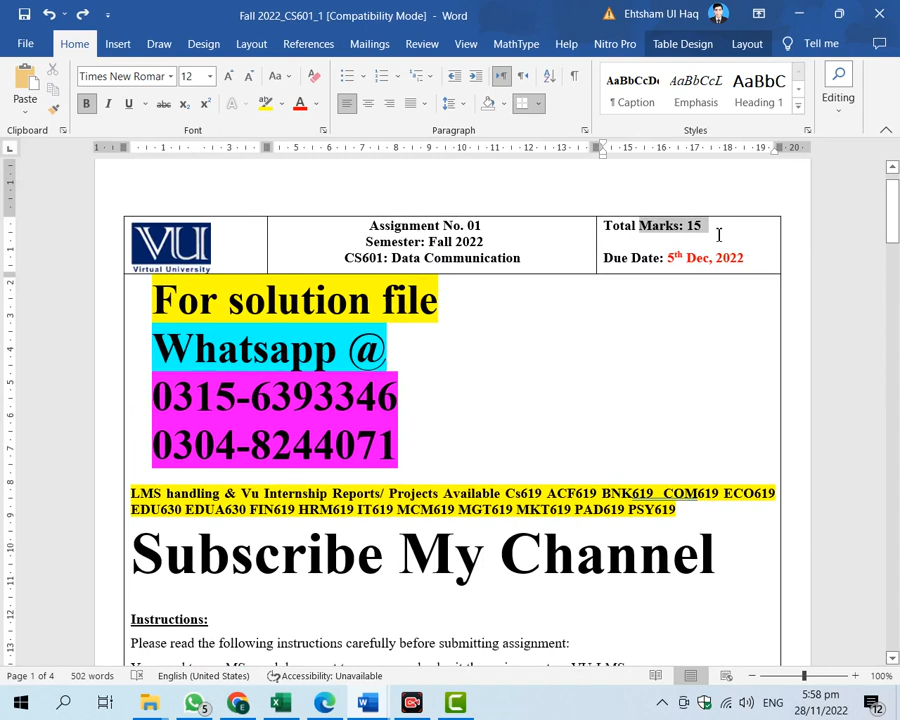 Fall 2022_CS601_1 [Compatibility Mode] - Word
Ehtsham Ul Haq
File Home Insert Draw Design Layout References Mailings Review View MathType Help Nitro Pro Table Design Layout Tell me
Paste
Times New Roman 12
AaBbCcDc AaBbCcL AaBbC
¶ Caption Emphasis Heading 1
Editing
Clipboard Font Paragraph Styles
VU
Virtual University
Assignment No. 01
Semester: Fall 2022
CS601: Data Communication
Total Marks: 15
Due Date: 5th Dec, 2022
For solution file
Whatsapp @
0315-6393346
0304-8244071
LMS handling & Vu Internship Reports/ Projects Available Cs619 ACF619 BNK619 COM619 ECO619
EDU630 EDUA630 FIN619 HRM619 IT619 MCM619 MGT619 MKT619 PAD619 PSY619
Subscribe My Channel
Instructions:
Please read the following instructions carefully before submitting assignment:
Page 1 of 4 502 words English (United States) Accessibility: Unavailable 100%
5
ENG
5:58 pm
28/11/2022
12